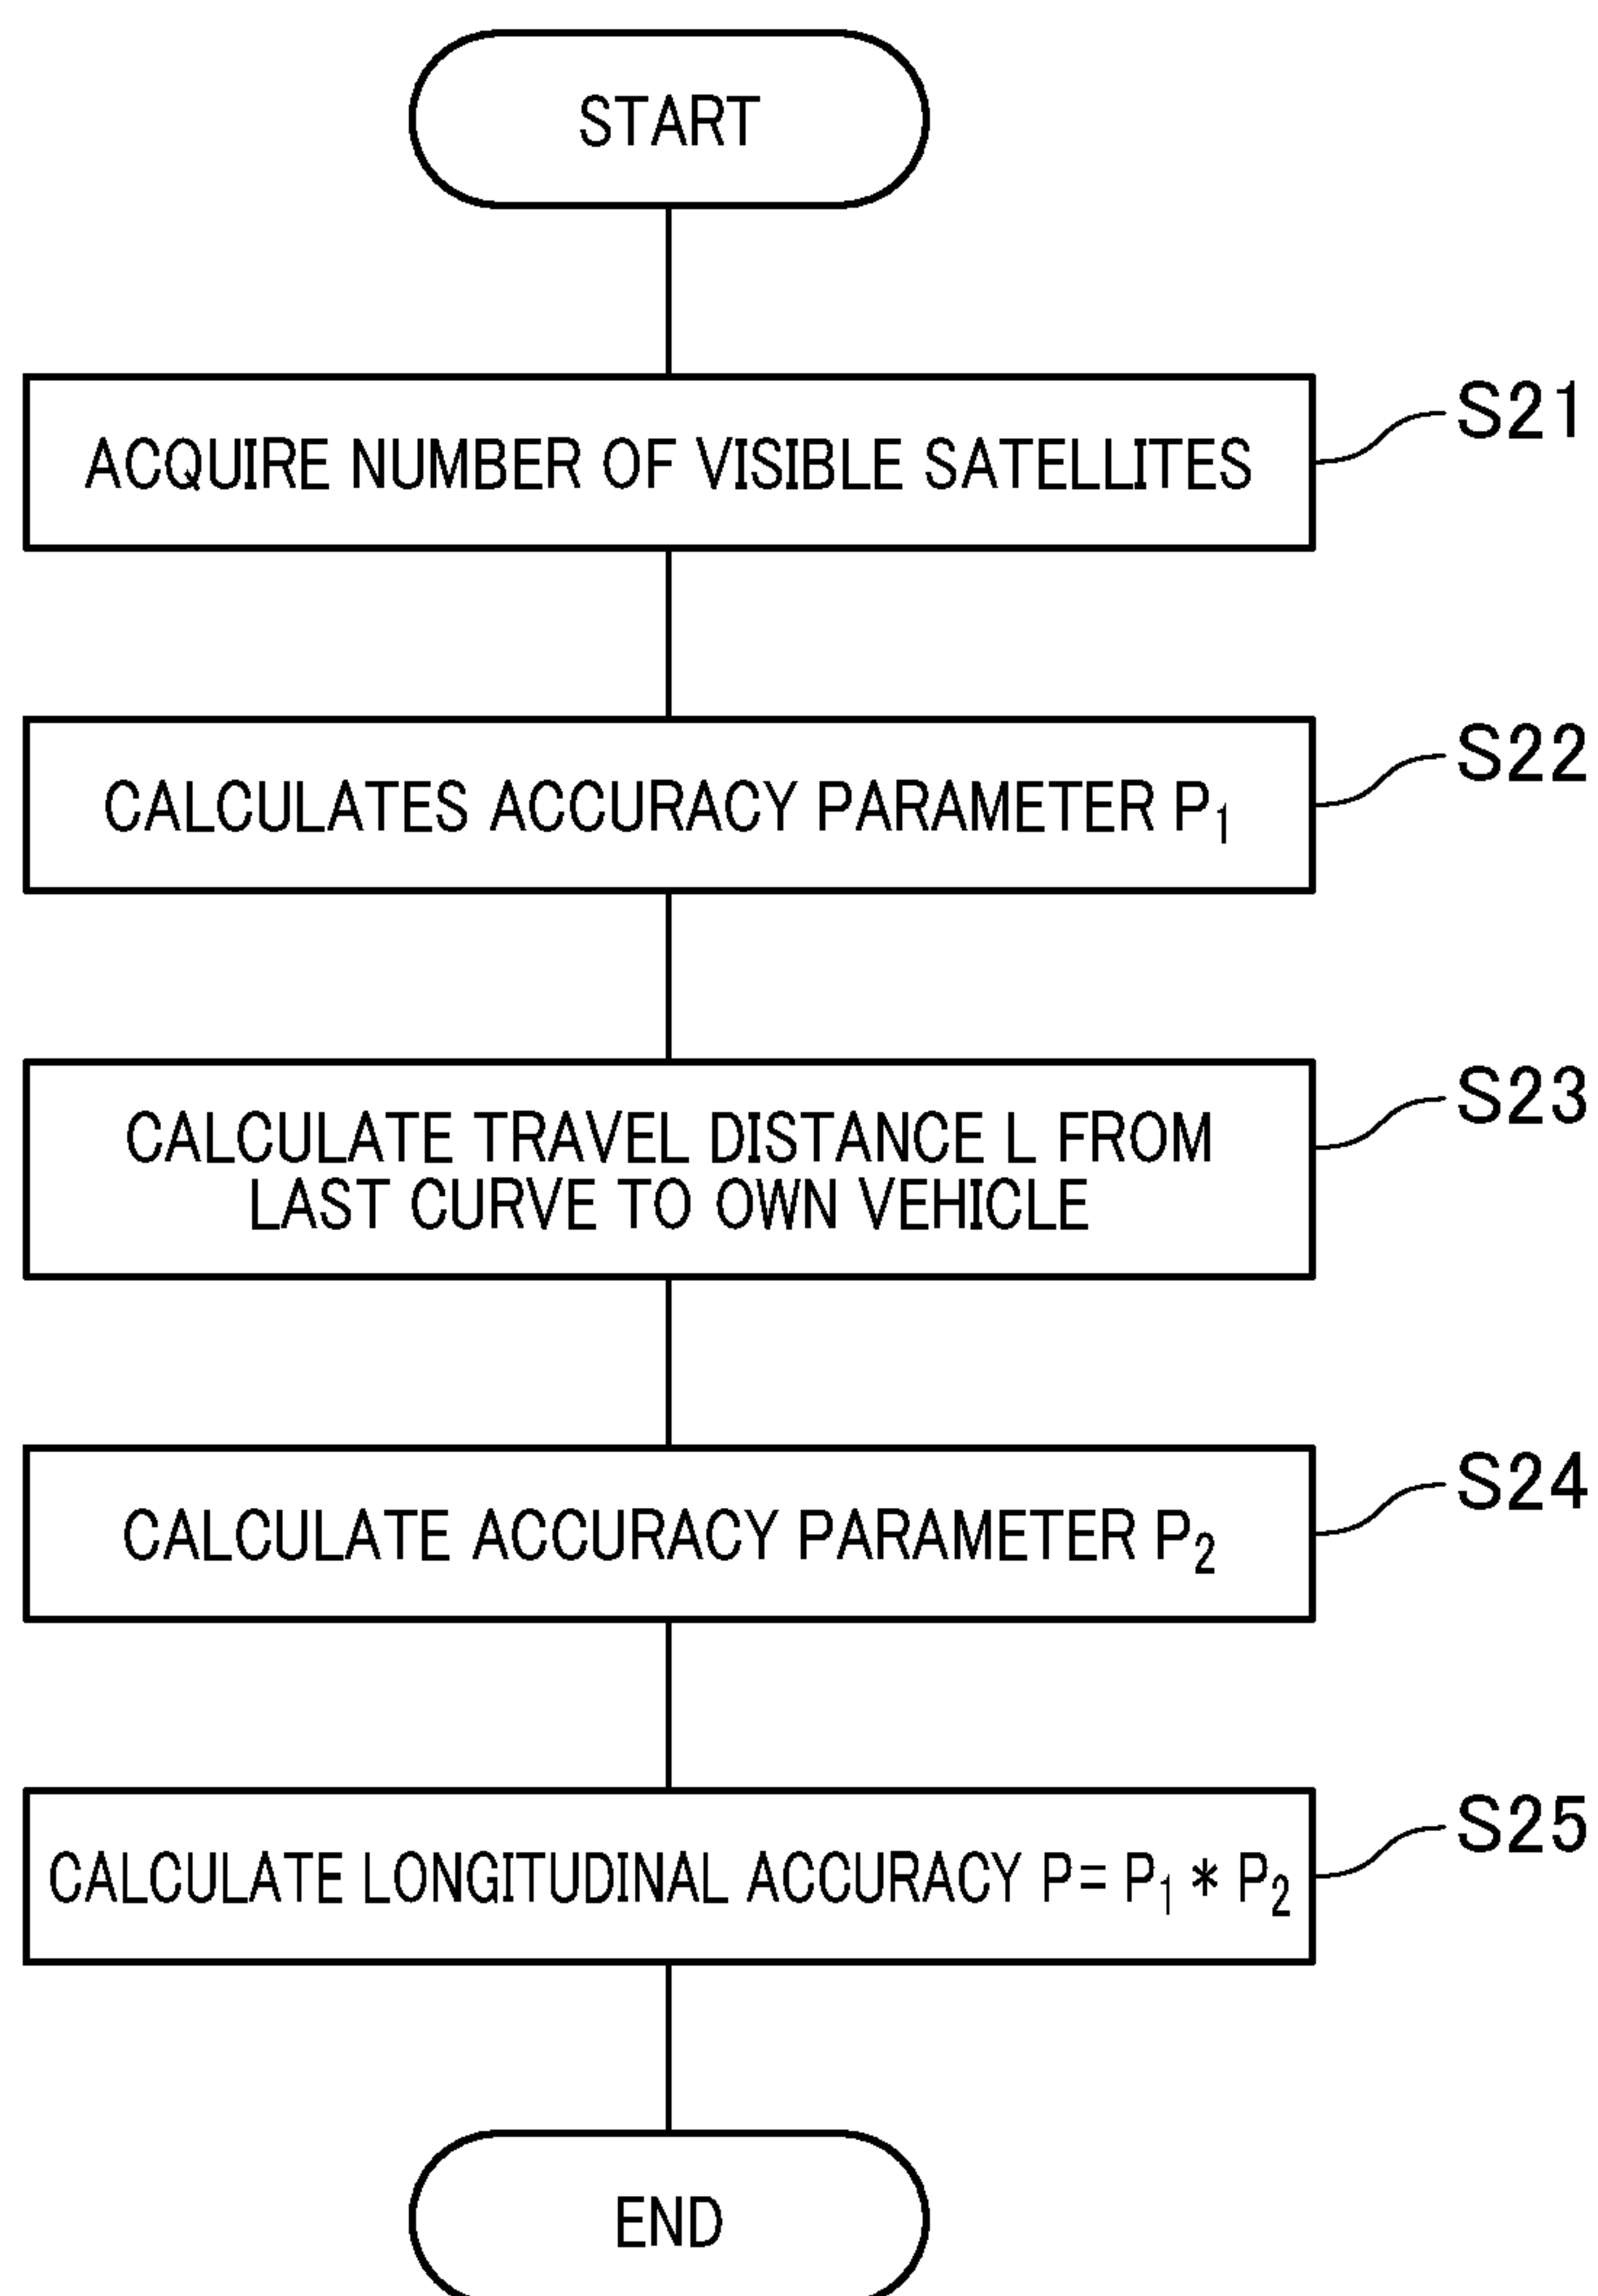 START
ACQUIRE NUMBER OF VISIBLE SATELLITES
S21
CALCULATES ACCURACY PARAMETER P₁
S22
CALCULATE TRAVEL DISTANCE L FROM
LAST CURVE TO OWN VEHICLE
S23
CALCULATE ACCURACY PARAMETER P₂
S24
CALCULATE LONGITUDINAL ACCURACY P= P₁ * P₂
S25
END